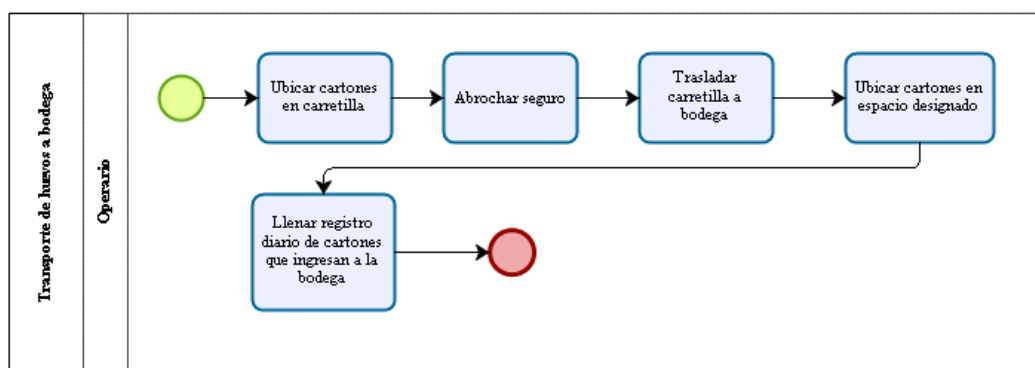 Transporte de huevos a bodega
Operario
Ubicar cartones
en carretilla
Abrochar seguro
Trasladar
carretilla a
bodega
Ubicar cartones en
espacio designado
Llenar registro
diario de cartones
que ingresan a la
bodega